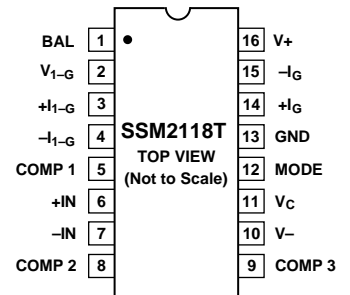 BAL 1 16 V+
V1–G 2 15 –IG
+I1–G 3 14 +IG
–I1–G 4 SSM2118T 13 GND
TOP VIEW
COMP 1 5 (Not to Scale) 12 MODE
+IN 6 11 VC
–IN 7 10 V–
COMP 2 8 9 COMP 3